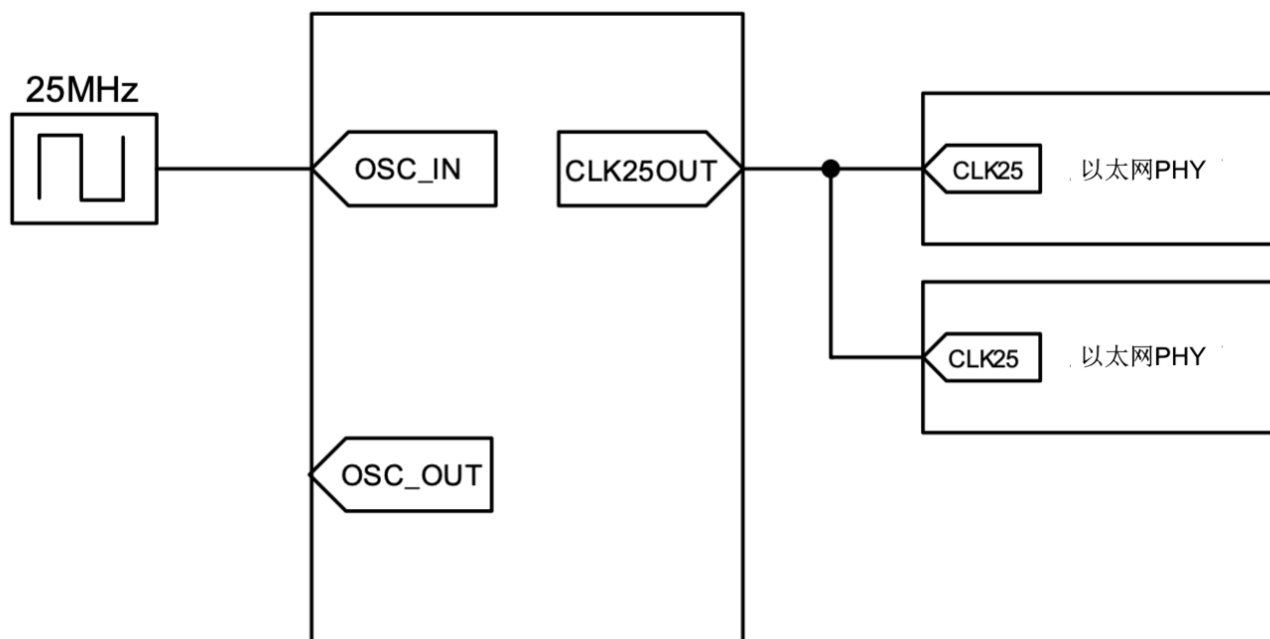 25MHz
OSC_IN
CLK25OUT
CLK25
以太网PHY
CLK25
以太网PHY
OSC_OUT